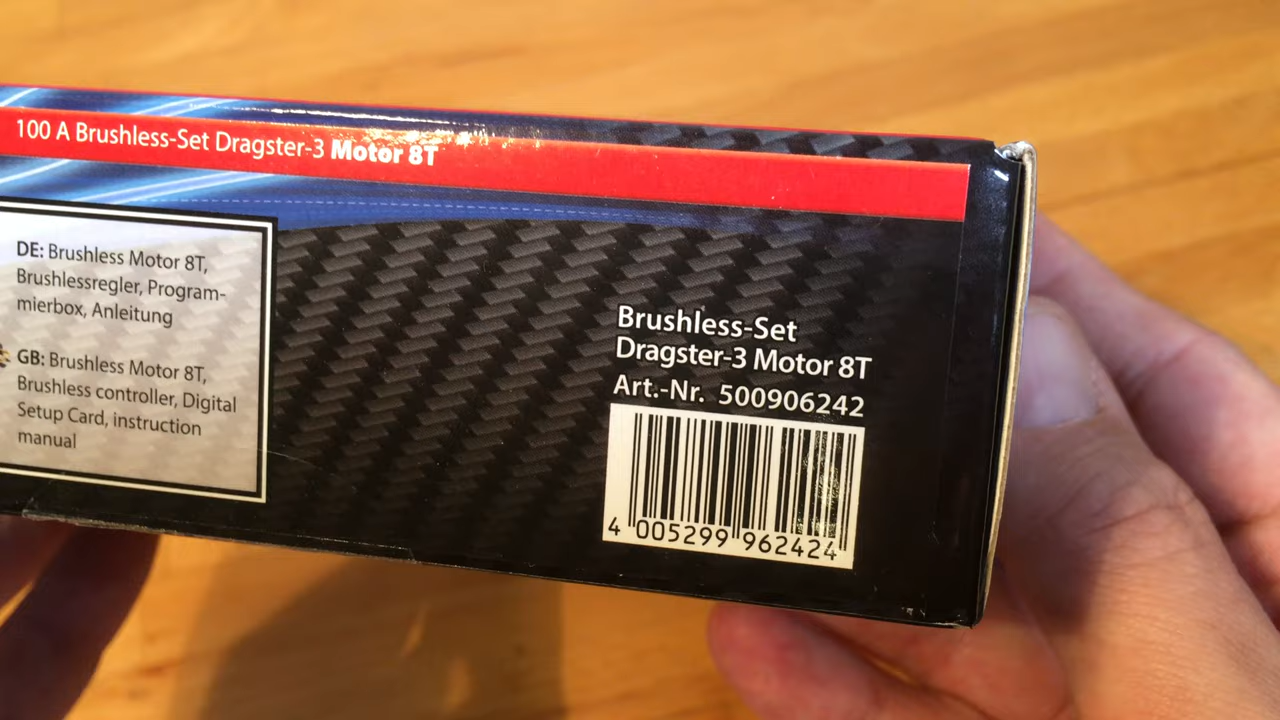 100 A Brushless-Set Dragster-3 Motor 8T
DE: Brushless Motor 8T,
Brushlessregler, Program-
mierbox, Anleitung
GB: Brushless Motor 8T,
Brushless controller, Digital
Setup Card, instruction
manual
Brushless-Set
Dragster-3 Motor 8T
Art.-Nr. 500906242
4 005299 962424